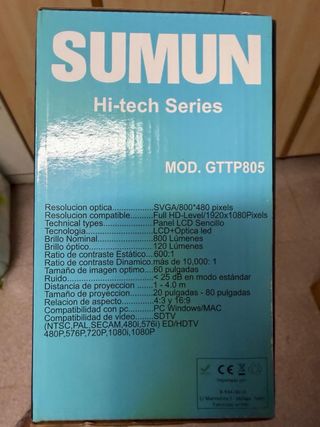 SUMUN
Hi-tech Series
MOD. GTTP805
Resolucion optica..................SVGA/800*480 pixels
Resolucion compatible.........Full HD-Level/1920x1080Pixels
Technical types.....................Panel LCD Sencillo
Tecnologia.............................LCD+Optica led
Brillo Nominal........................800 Lúmenes
Brillo óptico...........................120 Lúmenes
Ratio de contraste Estático....600:1
Ratio de contraste Dinamico.más de 10,000: 1
Tamaño de imagen optimo....60 pulgadas
Ruido.....................................< 25 dB en modo estándar
Distancia de proyeccion........1 - 4.0 m
Tamaño de proyeccion..........20 pulgadas - 80 pulgadas
Relacion de aspecto..............4:3 y 16:9
Compatibilidad con pc...........PC Windows/MAC
Compatibilidad de video........SDTV
(NTSC,PAL.SECAM,480i,576i) ED/HDTV
480P,576P,720P,1080i,1080P
CE
Importado por: